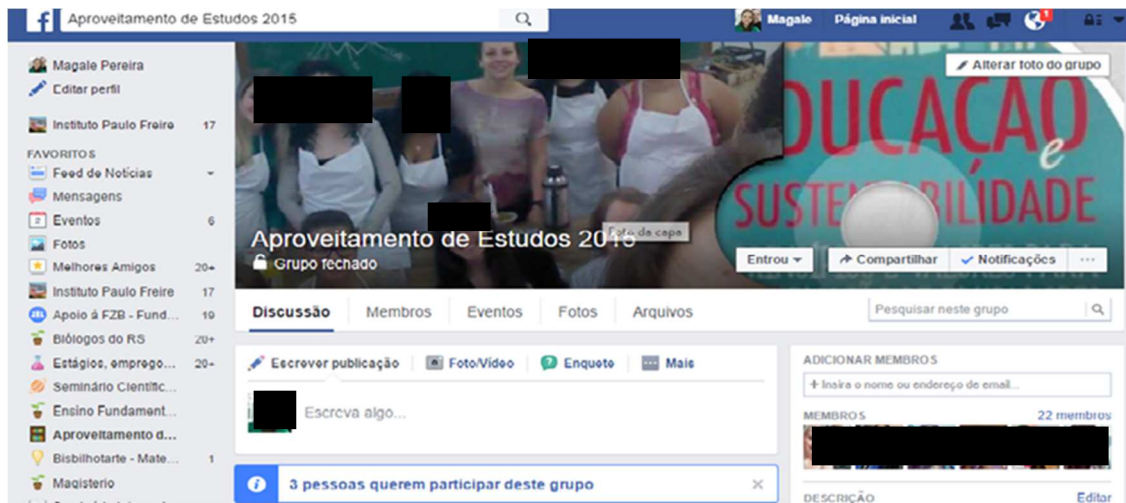 f Aproveitamento de Estudos 2015
Magale Página inicial 1
Magale Pereira
Editar perfil
Instituto Paulo Freire 17
FAVORITOS
Feed de Notícias
Mensagens
2 Eventos 6
Fotos
Melhores Amigos 20+
Instituto Paulo Freire 17
Apoio á FZB - Fund... 19
Biólogos do RS 20+
Estágios, emprego... 20+
Seminário Científic...
Ensino Fundament...
Aproveitamento d...
Bisbilhotarte - Mate... 1
Magisterio
Alterar foto do grupo
DUCAÇÃO
e
SUSTE BILIDADE
Foto da capa
Aproveitamento de Estudos 2015
Grupo fechado
Entrou Compartilhar Notificações ...
Discussão Membros Eventos Fotos Arquivos
Pesquisar neste grupo
Escrever publicação Foto/Vídeo Enquete Mais
Escreva algo...
3 pessoas querem participar deste grupo
ADICIONAR MEMBROS
+ Insira o nome ou endereço de email...
MEMBROS 22 membros
DESCRIÇÃO Editar